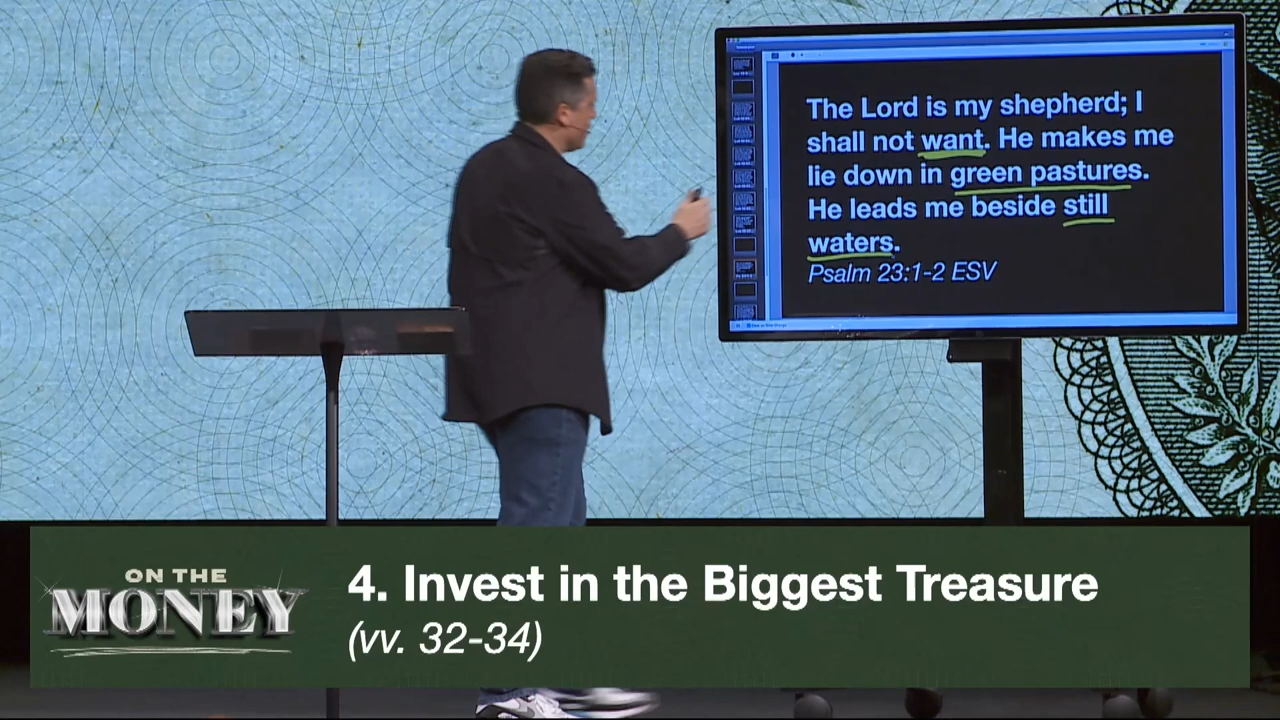 The Lord is my shepherd; I
shall not want. He makes me
lie down in green pastures.
He leads me beside still
waters.
Psalm 23:1-2 ESV
ON THE
MONEY
4. Invest in the Biggest Treasure
(vv. 32-34)